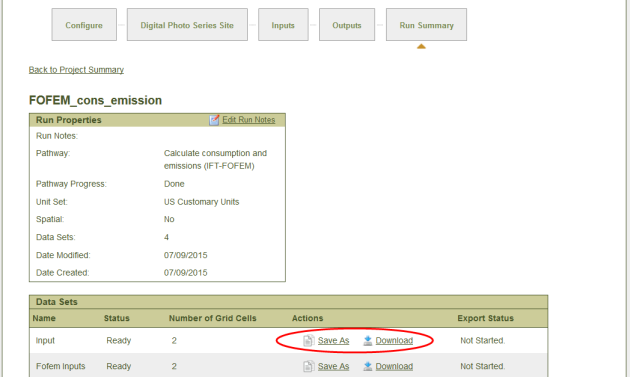 Configure Digital Photo Series Site Inputs Outputs Run Summary
Back to Project Summary
FOFEM_cons_emission
Run Properties Edit Run Notes
Run Notes:
Pathway: Calculate consumption and
emissions (IFT-FOFEM)
Pathway Progress: Done
Unit Set: US Customary Units
Spatial: No
Data Sets: 4
Date Modified: 07/09/2015
Date Created: 07/09/2015
Data Sets
Name Status Number of Grid Cells Actions Export Status
Input Ready 2 Save As Download Not Started.
Fofem Inputs Ready 2 Save As Download Not Started.